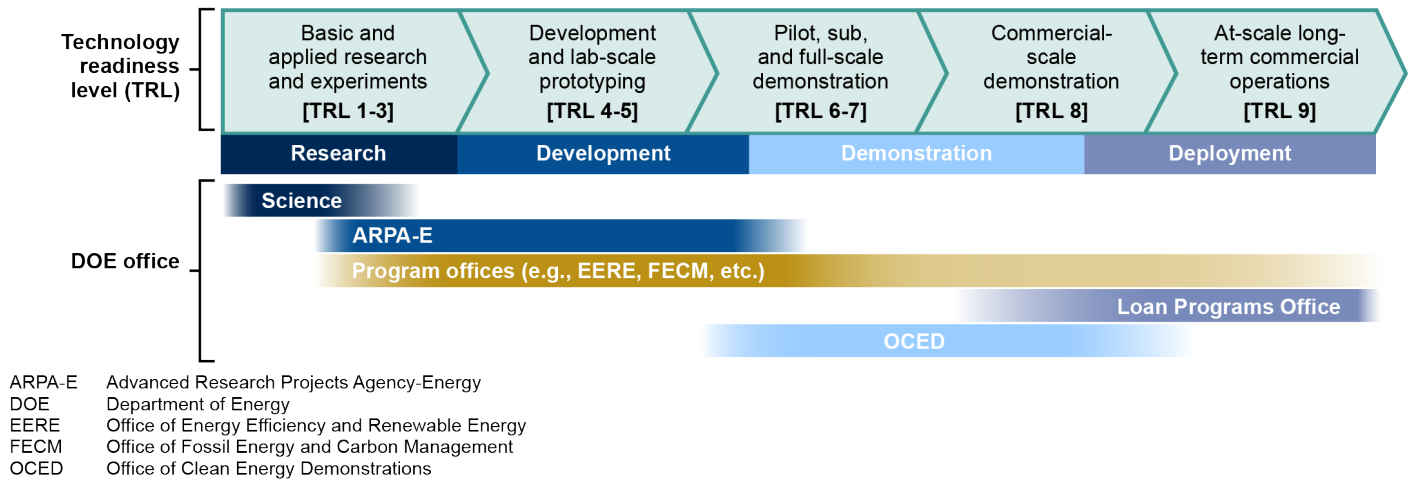 Technology
readiness
level (TRL)
Basic and
applied research
and experiments
[TRL 1-3]
Development
and lab-scale
prototyping
[TRL 4-5]
Pilot, sub,
and full-scale
demonstration
[TRL 6-7]
Commercial-
scale
demonstration
[TRL 8]
At-scale long-
term commercial
operations
[TRL 9]
Research
Development
Demonstration
Deployment
DOE office
Science
ARPA-E
Program offices (e.g., EERE, FECM, etc.)
Loan Programs Office
OCED
ARPA-E Advanced Research Projects Agency-Energy
DOE Department of Energy
EERE Office of Energy Efficiency and Renewable Energy
FECM Office of Fossil Energy and Carbon Management
OCED Office of Clean Energy Demonstrations